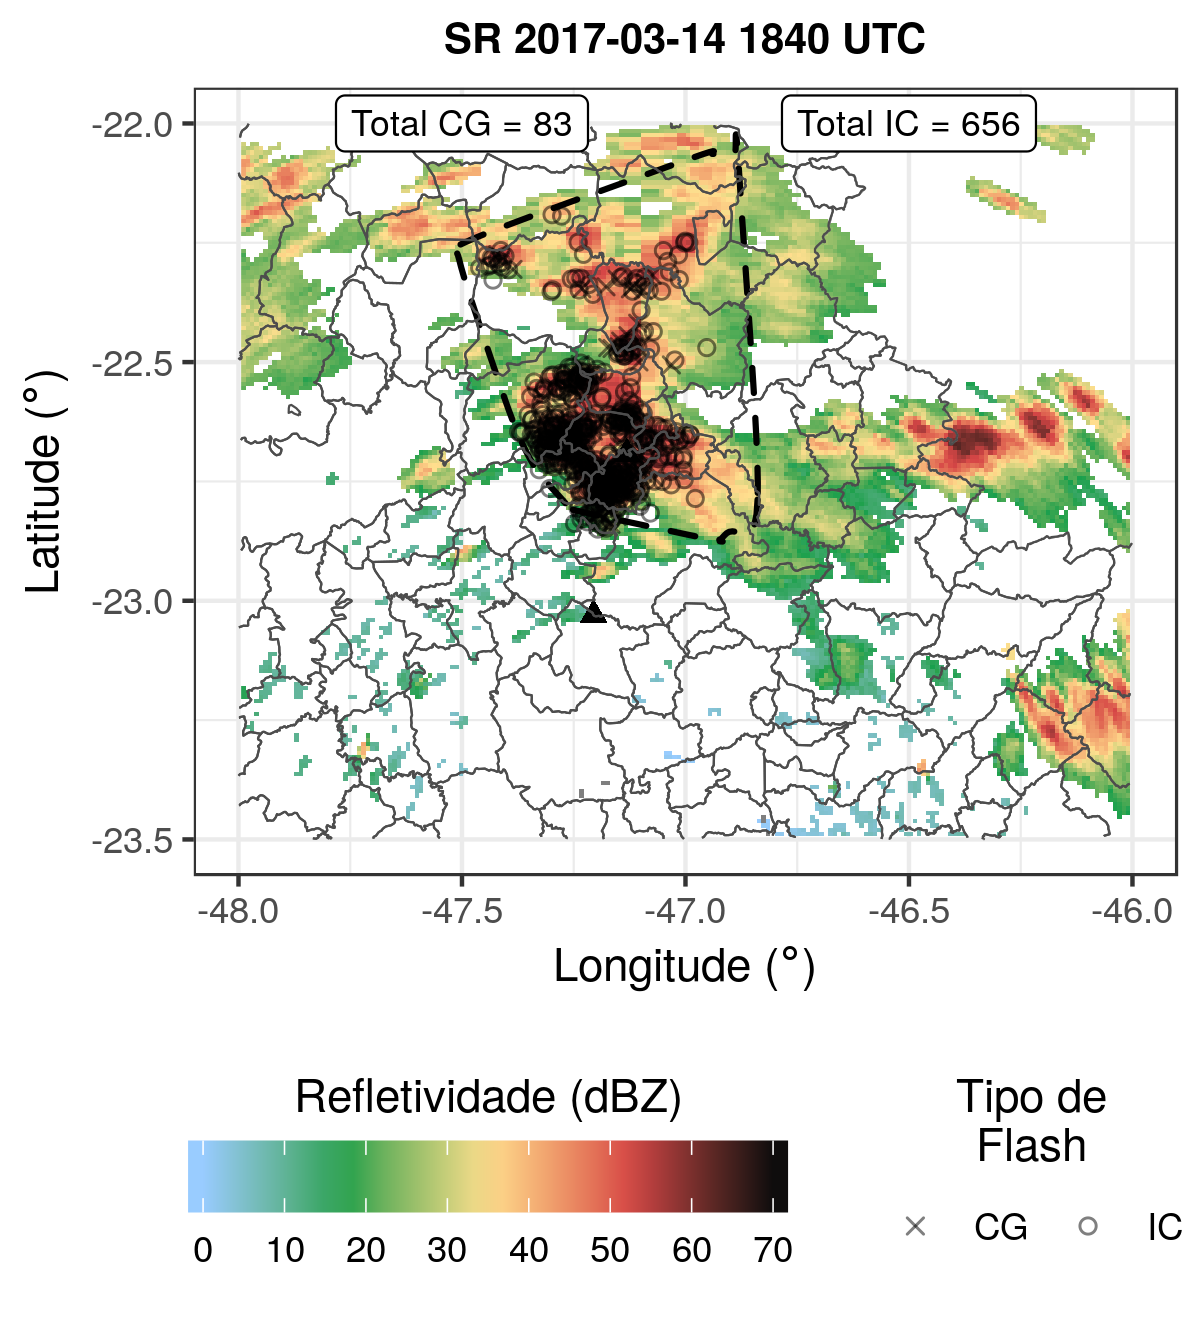 SR 2017-03-14 1840 UTC
Total CG = 83
Total IC = 656
-22.0
-22.5
-23.0
-23.5
Latitude (°)
-48.0
-47.5
-47.0
-46.5
-46.0
Longitude (°)
Refletividade (dBZ)
0 10 20 30 40 50 60 70
Tipo de
Flash
CG
IC